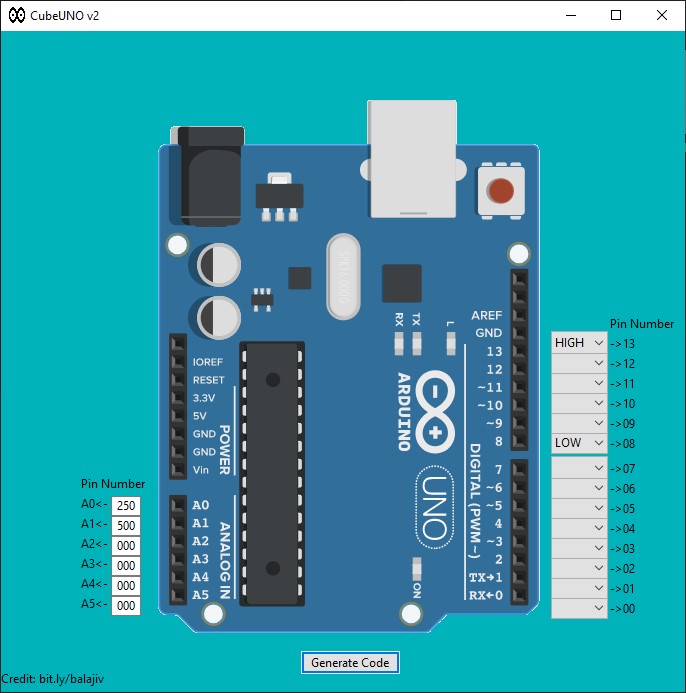 CubeUNO v2
AREF
GND
13
12
~11
~10
~9
8
7
~6
~5
4
~3
2
TX→1
RX←0
RX
TX
L
ARDUINO
UNO
DIGITAL (PWM~)
ON
IOREF
RESET
3.3V
5V
GND
GND
Vin
POWER
A0
A1
A2
A3
A4
A5
ANALOG IN
Pin Number
HIGH ->13
->12
->11
->10
->09
LOW ->08
->07
->06
->05
->04
->03
->02
->01
->00
Pin Number
A0<- 250
A1<- 500
A2<- 000
A3<- 000
A4<- 000
A5<- 000
Generate Code
Credit: bit.ly/balajiv